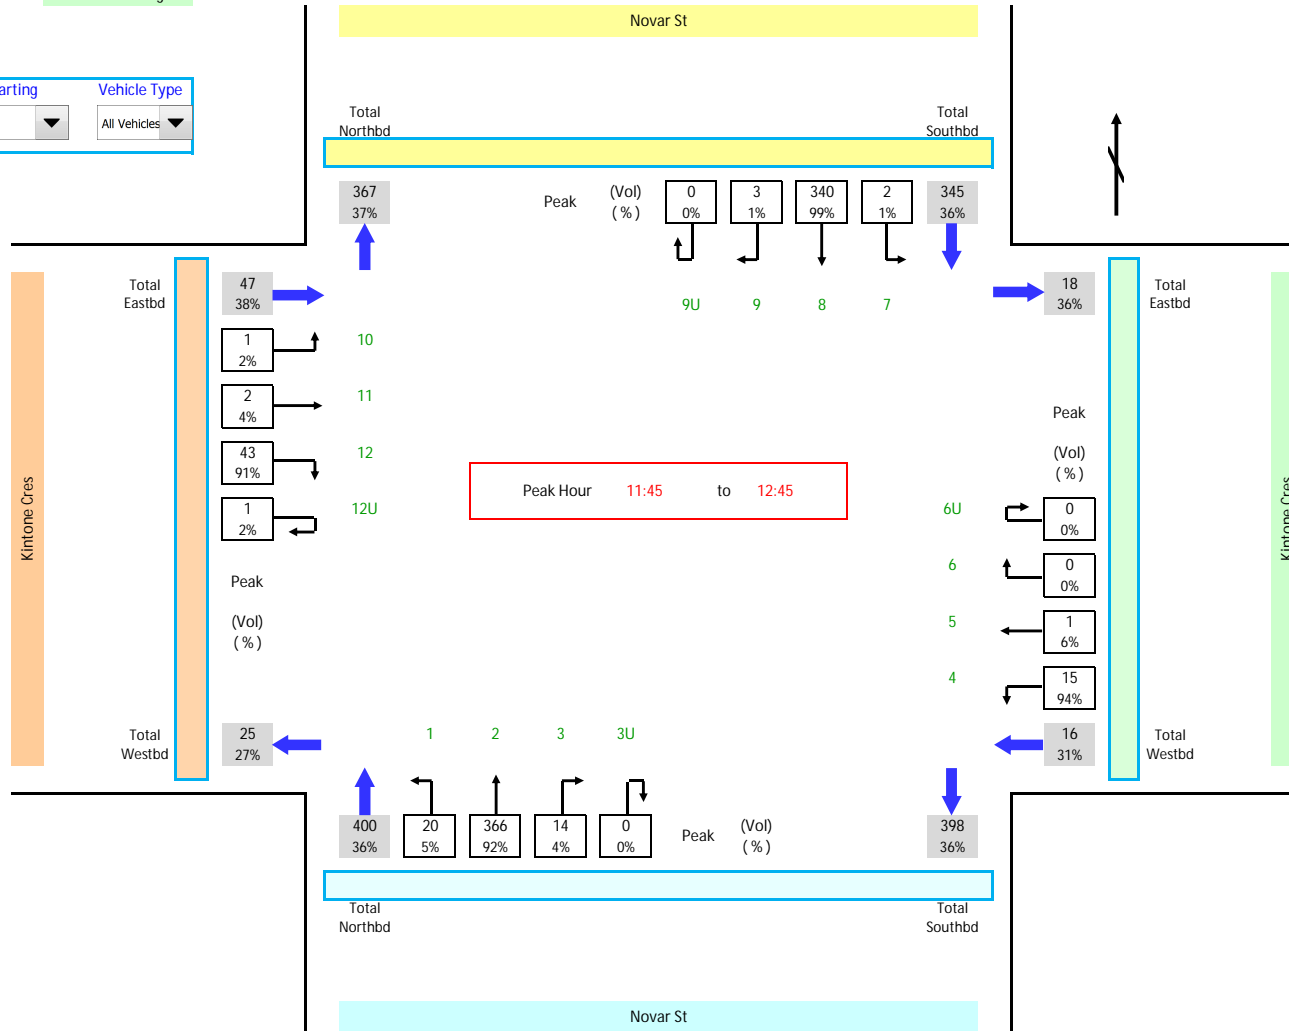 Novar St
arting Vehicle Type
All Vehicles
Total
Northbd
Total
Southbd
367
37%
Peak
(Vol)
( % )
0
0%
3
1%
340
99%
2
1%
345
36%
Total
Eastbd
47
38%
18
36%
Total
Eastbd
9U 9 8 7
1
2%
10
2
4%
11
43
91%
12
1
2%
12U
Peak
(Vol)
( % )
Kintone Cres
Peak Hour 11:45 to 12:45
Peak
(Vol)
( % )
6U
0
0%
6
0
0%
5
1
6%
4
15
94%
Kintone Cres
Total
Westbd
25
27%
1 2 3 3U
16
31%
Total
Westbd
400
36%
20
5%
366
92%
14
4%
0
0%
Peak
(Vol)
( % )
398
36%
Total
Northbd
Total
Southbd
Novar St